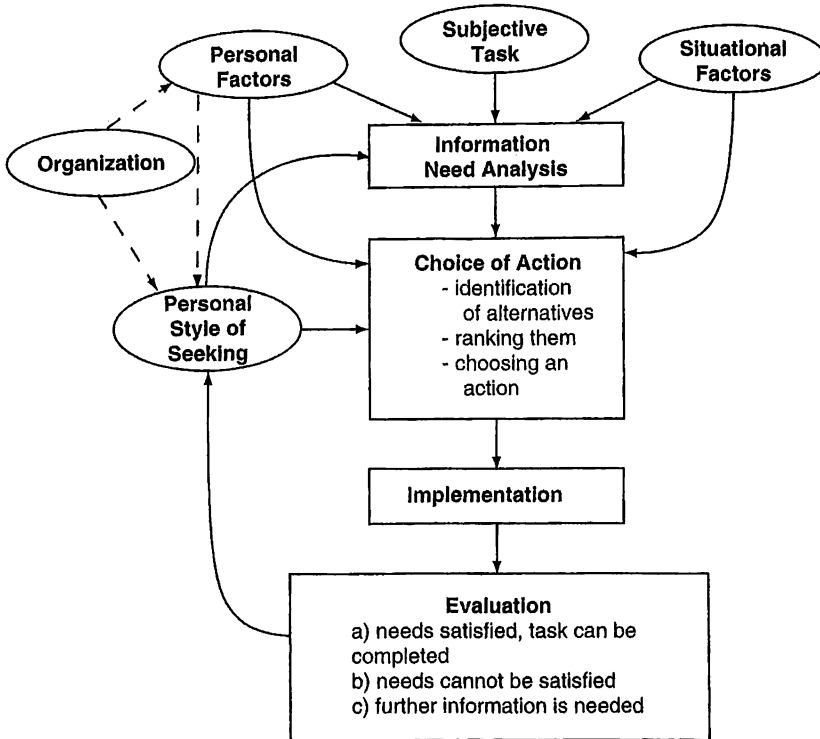 Subjective
Task
Personal
Factors
Situational
Factors
Organization
Information
Need Analysis
Choice of Action
- identification
of alternatives
- ranking them
- choosing an
action
Personal
Style of
Seeking
Implementation
Evaluation
a) needs satisfied, task can be
completed
b) needs cannot be satisfied
c) further information is needed